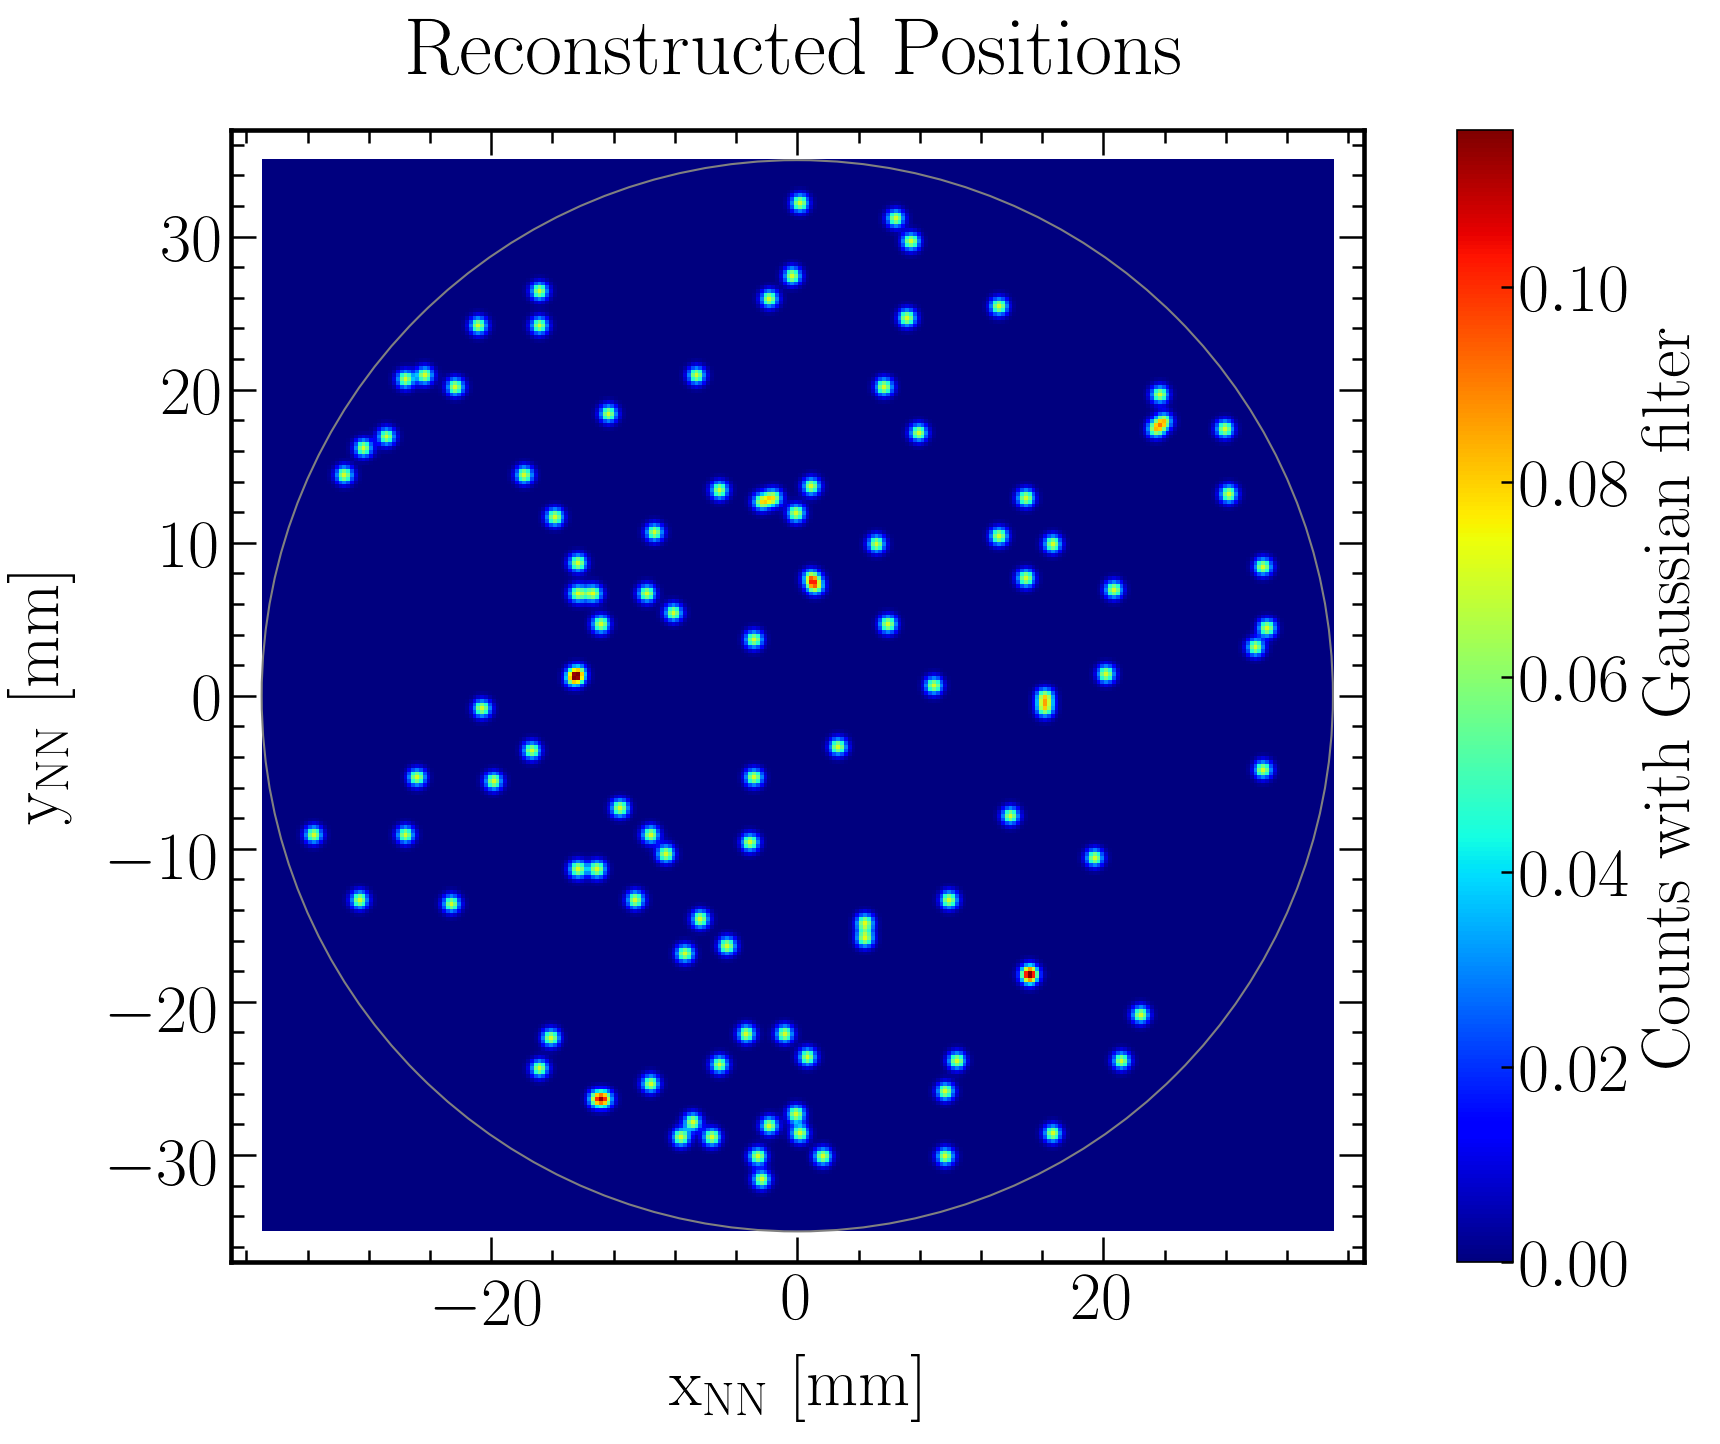 Reconstructed Positions
30
20
10
0
−10
−20
−30
y_NN [mm]
−20 0 20
x_NN [mm]
0.10
0.08
0.06
0.04
0.02
0.00
Counts with Gaussian filter